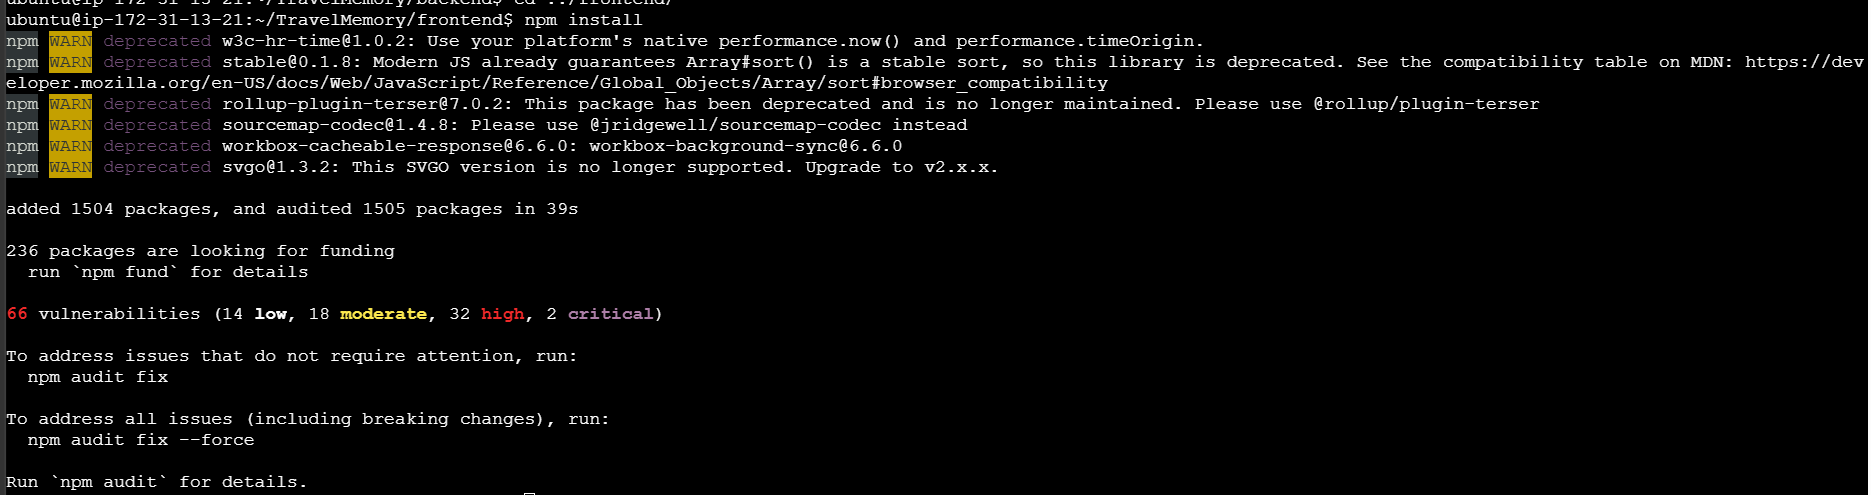 ubuntu@ip-172-31-13-21:~/TravelMemory/backend$ cd ../frontend/
ubuntu@ip-172-31-13-21:~/TravelMemory/frontend$ npm install
npm WARN deprecated w3c-hr-time@1.0.2: Use your platform's native performance.now() and performance.timeOrigin.
npm WARN deprecated stable@0.1.8: Modern JS already guarantees Array#sort() is a stable sort, so this library is deprecated. See the compatibility table on MDN: https://dev
eloper.mozilla.org/en-US/docs/Web/JavaScript/Reference/Global_Objects/Array/sort#browser_compatibility
npm WARN deprecated rollup-plugin-terser@7.0.2: This package has been deprecated and is no longer maintained. Please use @rollup/plugin-terser
npm WARN deprecated sourcemap-codec@1.4.8: Please use @jridgewell/sourcemap-codec instead
npm WARN deprecated workbox-cacheable-response@6.6.0: workbox-background-sync@6.6.0
npm WARN deprecated svgo@1.3.2: This SVGO version is no longer supported. Upgrade to v2.x.x.
added 1504 packages, and audited 1505 packages in 39s
236 packages are looking for funding
run `npm fund` for details
66 vulnerabilities (14 low, 18 moderate, 32 high, 2 critical)
To address issues that do not require attention, run:
npm audit fix
To address all issues (including breaking changes), run:
npm audit fix --force
Run `npm audit` for details.